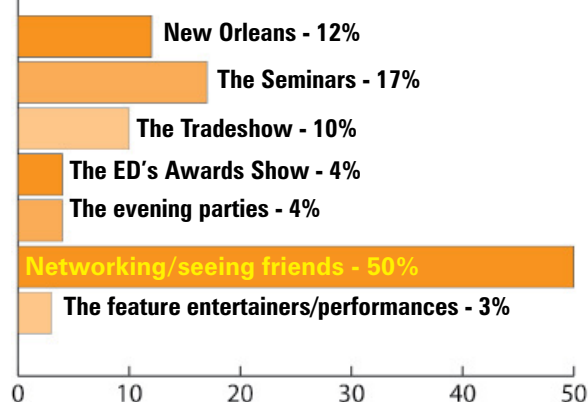 New Orleans - 12%
The Seminars - 17%
The Tradeshow - 10%
The ED's Awards Show - 4%
The evening parties - 4%
Networking/seeing friends - 50%
The feature entertainers/performances - 3%
0 10 20 30 40 50